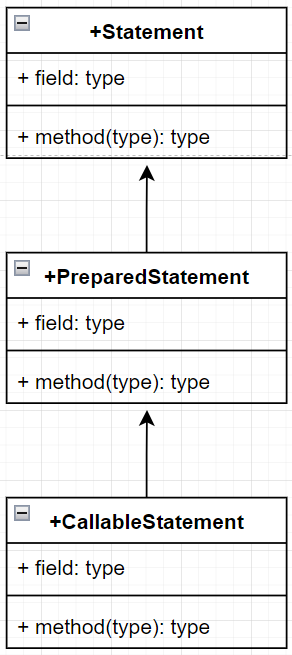 +Statement
+ field: type
+ method(type): type
+PreparedStatement
+ field: type
+ method(type): type
+CallableStatement
+ field: type
+ method(type): type